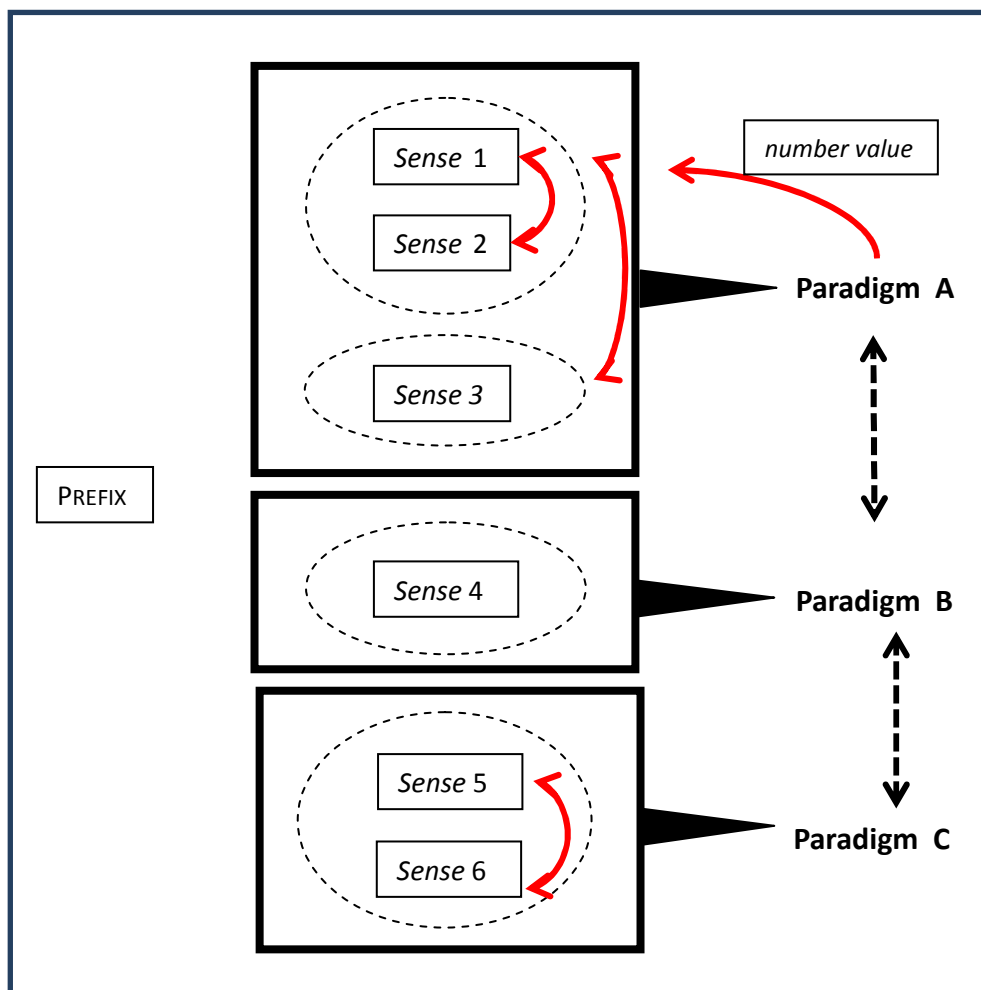 Sense 1
number value
Sense 2
Paradigm A
Sense 3
PREFIX
Sense 4
Paradigm B
Sense 5
Paradigm C
Sense 6